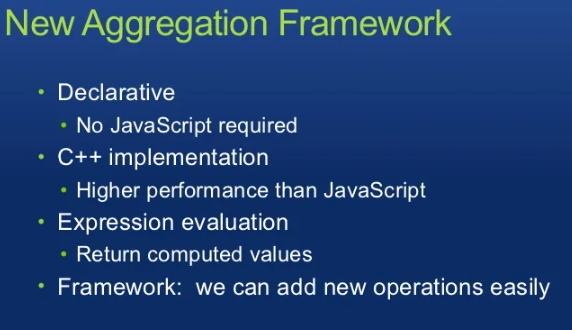 New Aggregation Framework
• Declarative
• No JavaScript required
• C++ implementation
• Higher performance than JavaScript
• Expression evaluation
• Return computed values
• Framework: we can add new operations easily